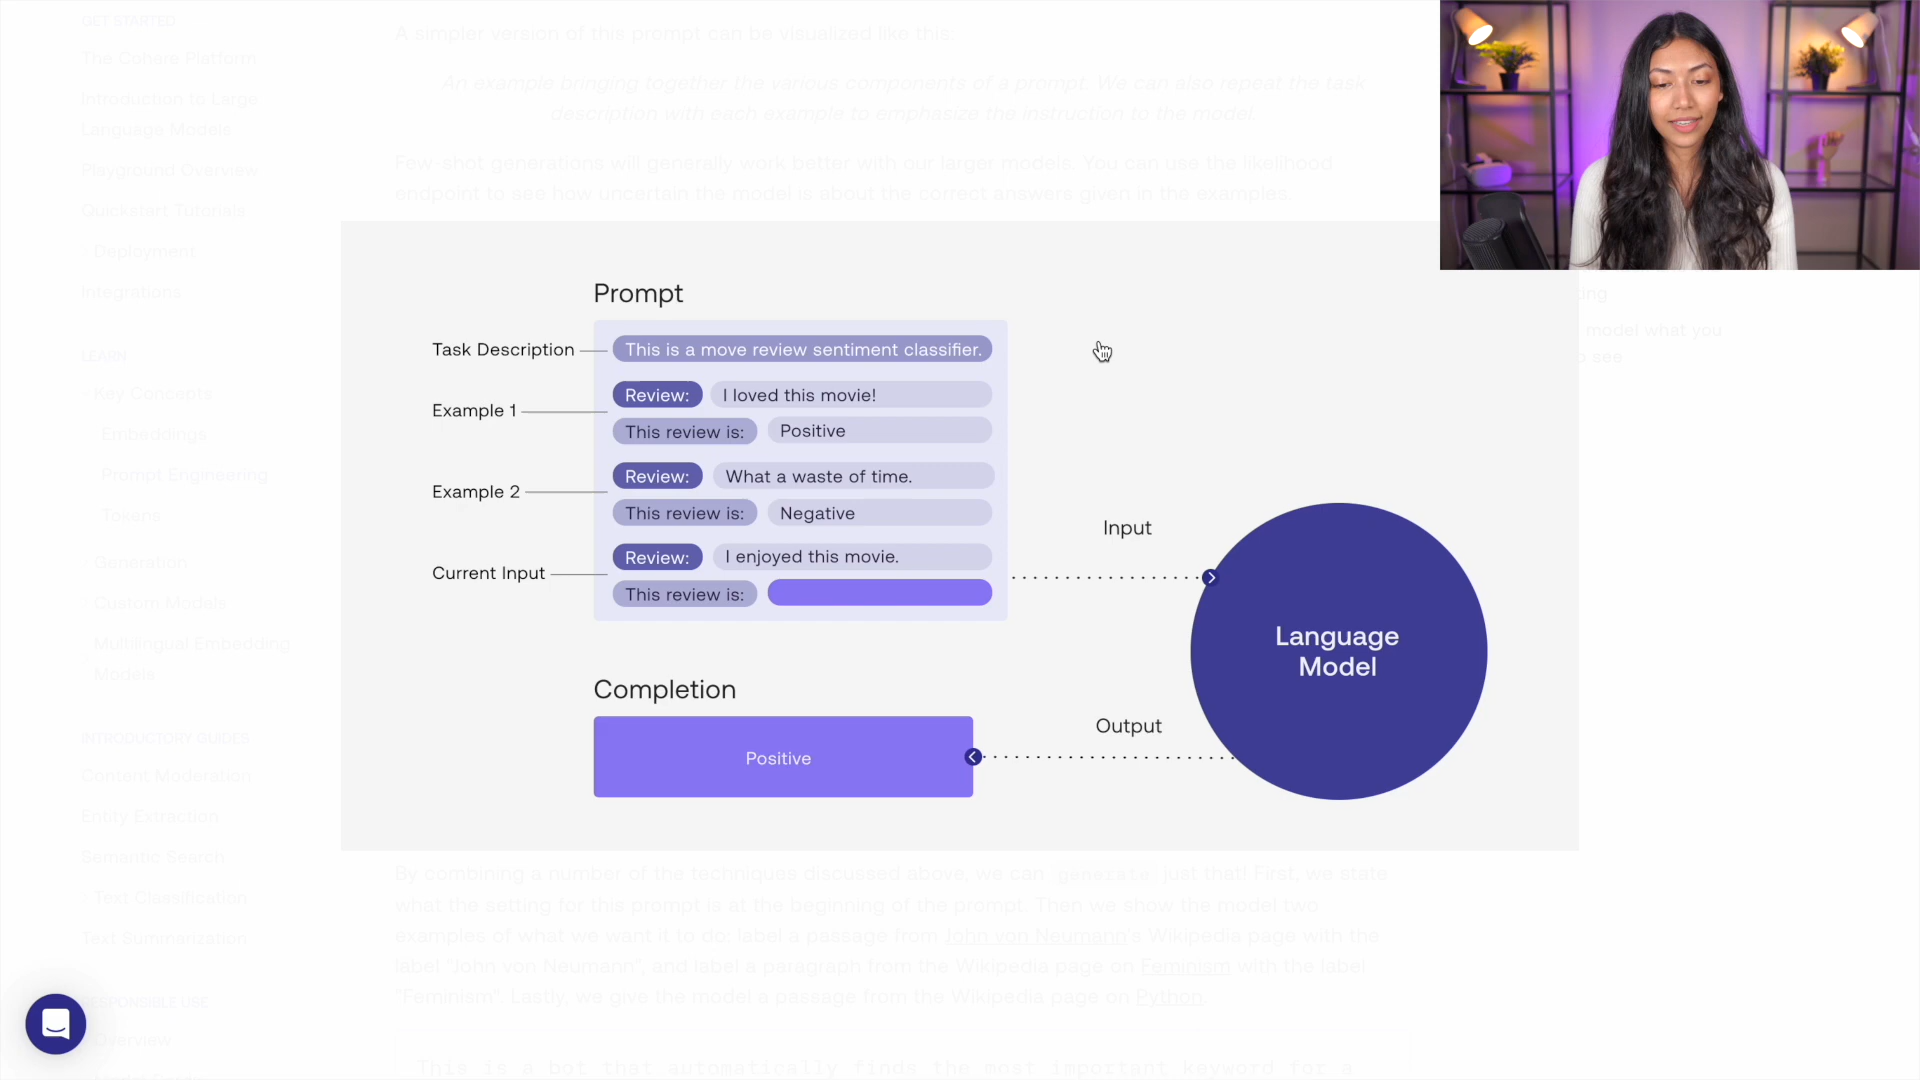 GET STARTED
The Cohere Platform
Introduction to Large
Language Models
Playground Overview
Quickstart Tutorials
Deployment
Integrations
LEARN
Key Concepts
Embeddings
Prompt Engineering
Tokens
Generation
Custom Models
Multilingual Embedding
Models
INTRODUCTORY GUIDES
Content Moderation
Entity Extraction
Semantic Search
Text Classification
Text Summarization
RESPONSIBLE USE
Overview
A simpler version of this prompt can be visualized like this.
An example bringing together the various components of a prompt. We can also repeat the task
description with each example to emphasize the instruction to the model.
Few-shot generations will generally work better with our larger models. You can use the likelihood
endpoint to see how uncertain the model is about the correct answers given in the examples.
Prompt
Task Description
This is a move review sentiment classifier.
Example 1
Review: I loved this movie!
This review is: Positive
Example 2
Review: What a waste of time.
This review is: Negative
Current Input
Review: I enjoyed this movie.
This review is:
Input
Language
Model
Completion
Positive
Output
model what you
see
By combining a number of the techniques discussed above, we can generate just that! First, we state
what the setting for this prompt is at the beginning of the prompt. Then we show the model two
examples of what we want it to do: label a passage from John von Neumann's Wikipedia page with the
label "John von Neumann", and label a paragraph from the Wikipedia page on Feminism with the label
"Feminism". Lastly, we give the model a passage from the Wikipedia page on Python.
This is a bot that automatically finds the most important keyword for a